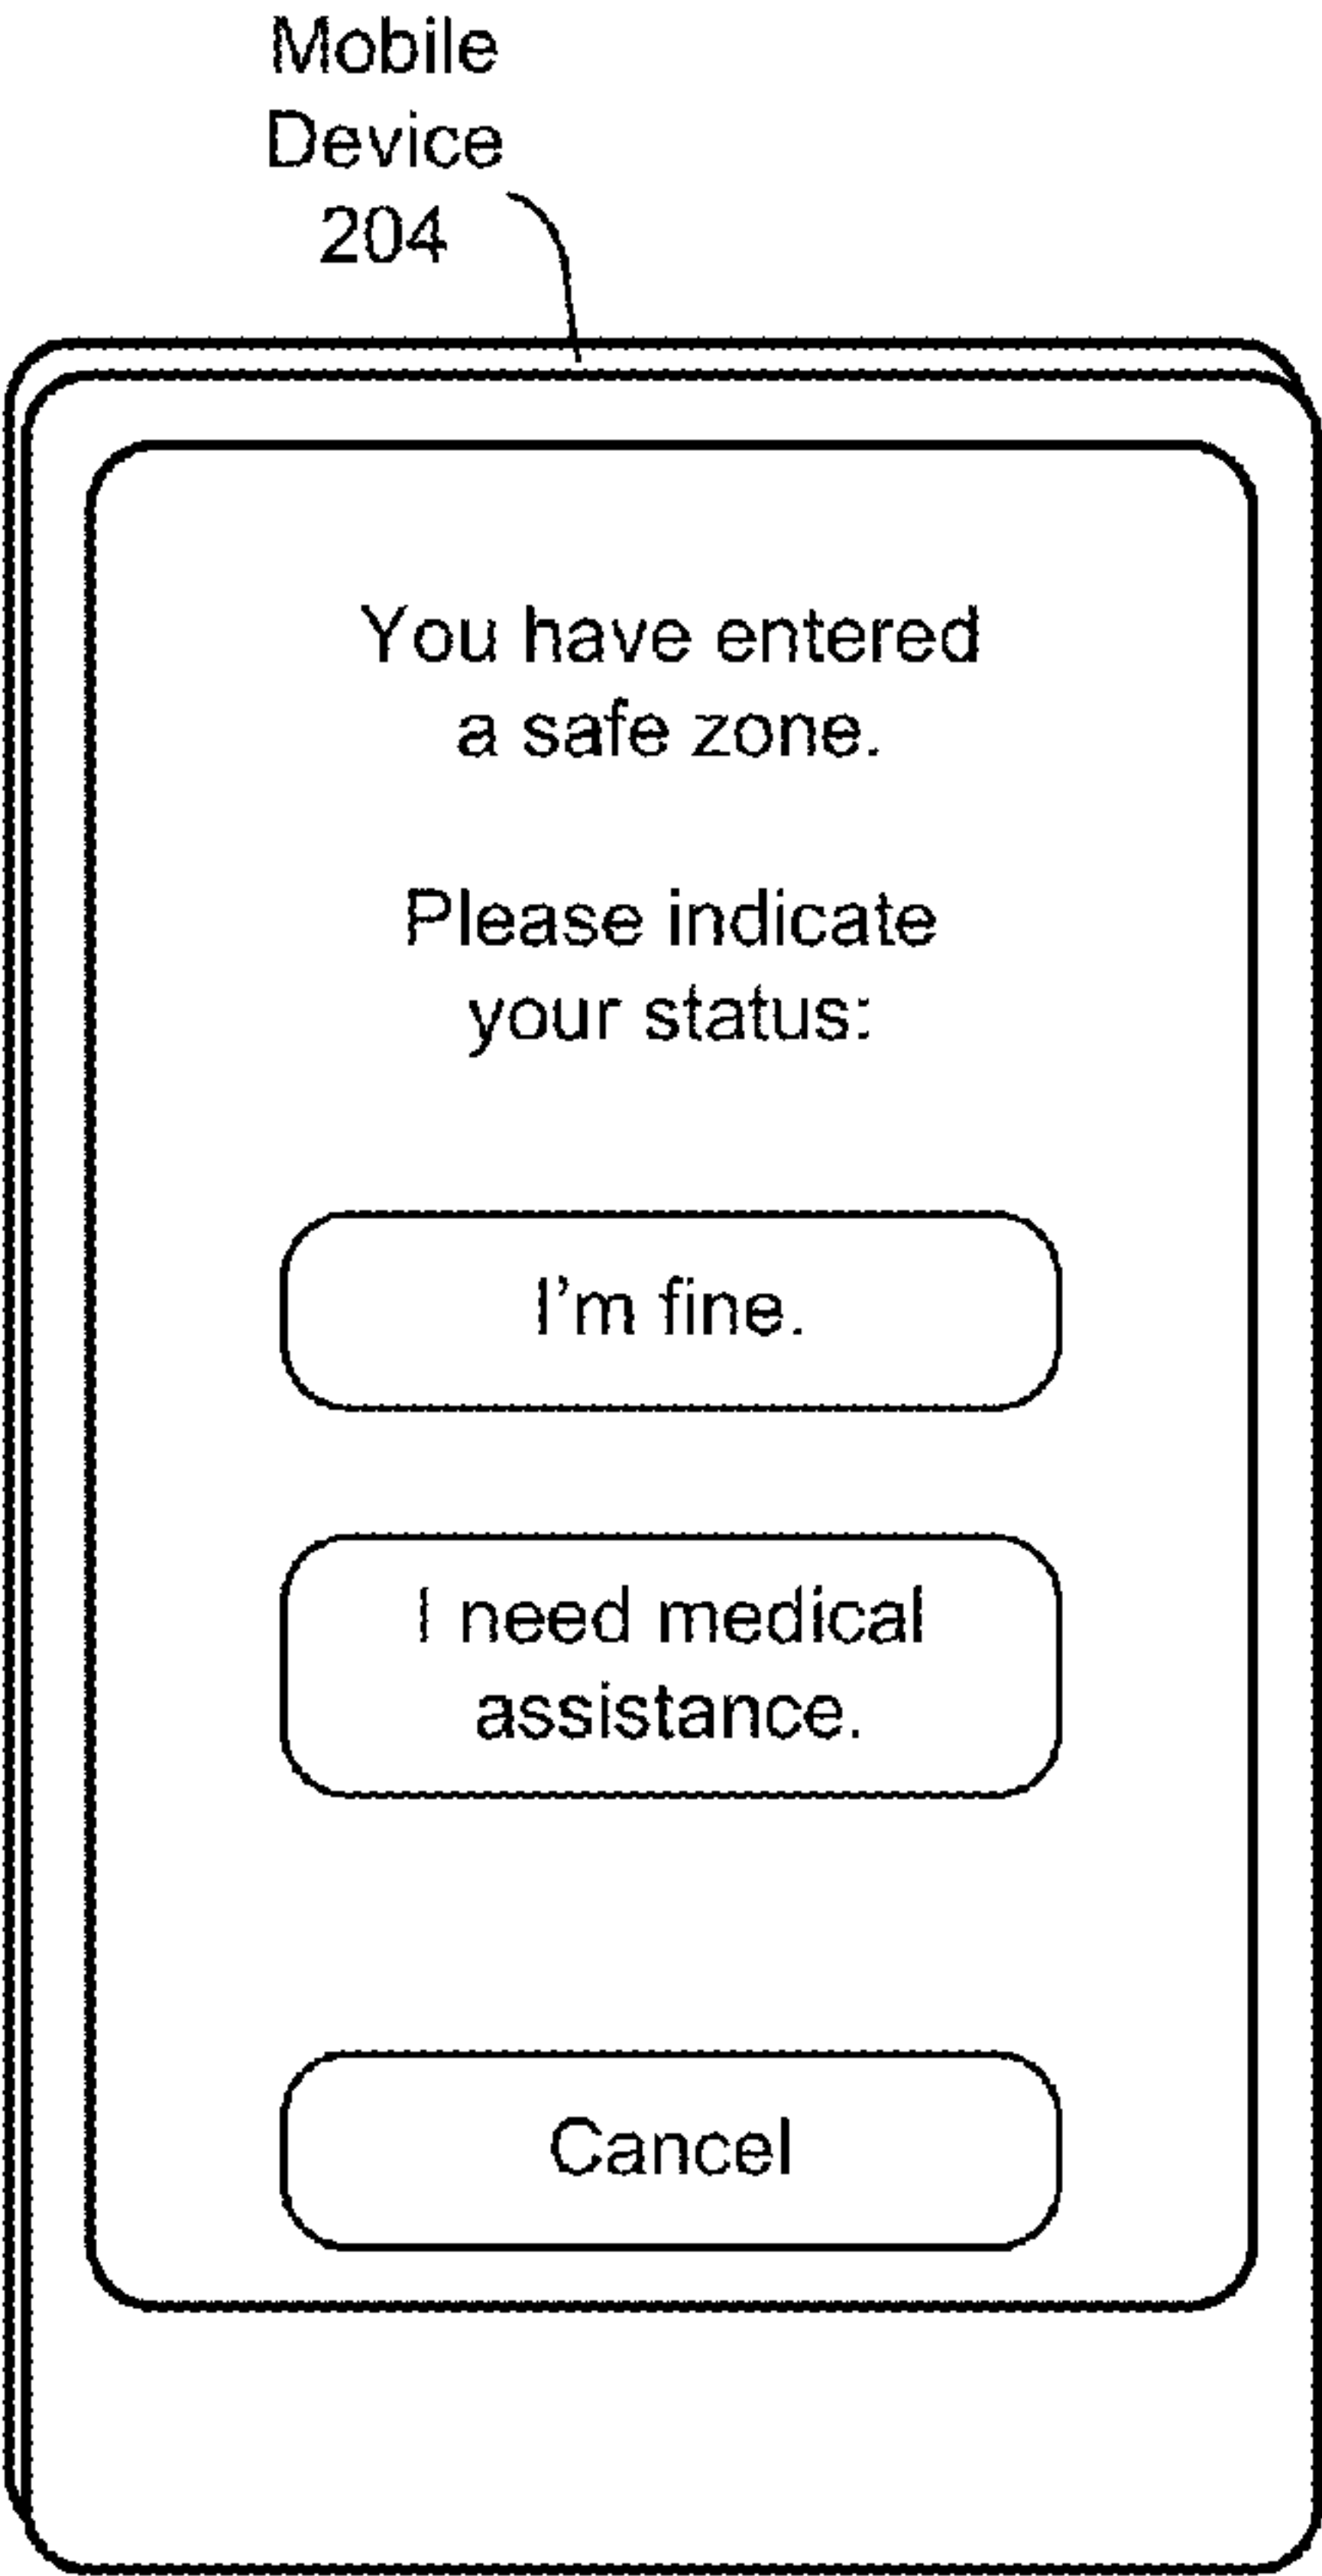 Mobile
Device
204
You have entered
a safe zone.
Please indicate
your status:
I'm fine.
I need medical
assistance.
Cancel